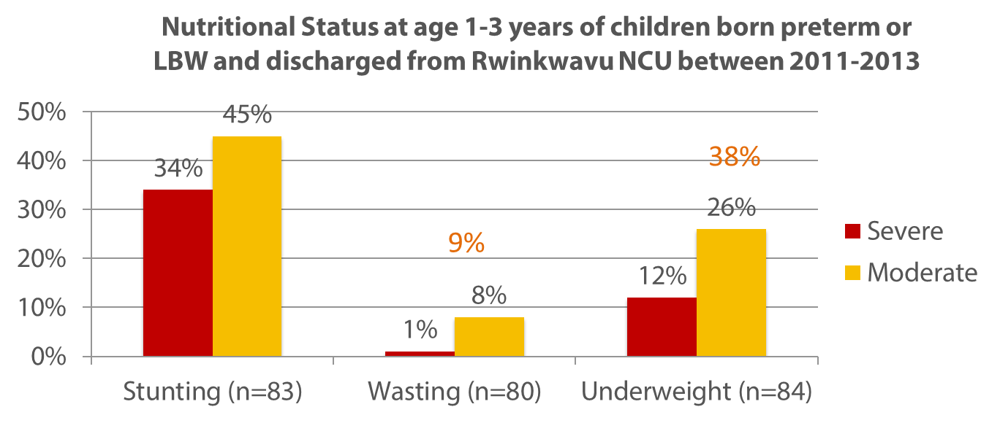 Nutritional Status at age 1-3 years of children born preterm or
LBW and discharged from Rwinkwavu NCU between 2011-2013
50%
40%
30%
20%
10%
0%
34%
45%
9%
1%
8%
38%
12%
26%
Stunting (n=83)
Wasting (n=80)
Underweight (n=84)
Severe
Moderate